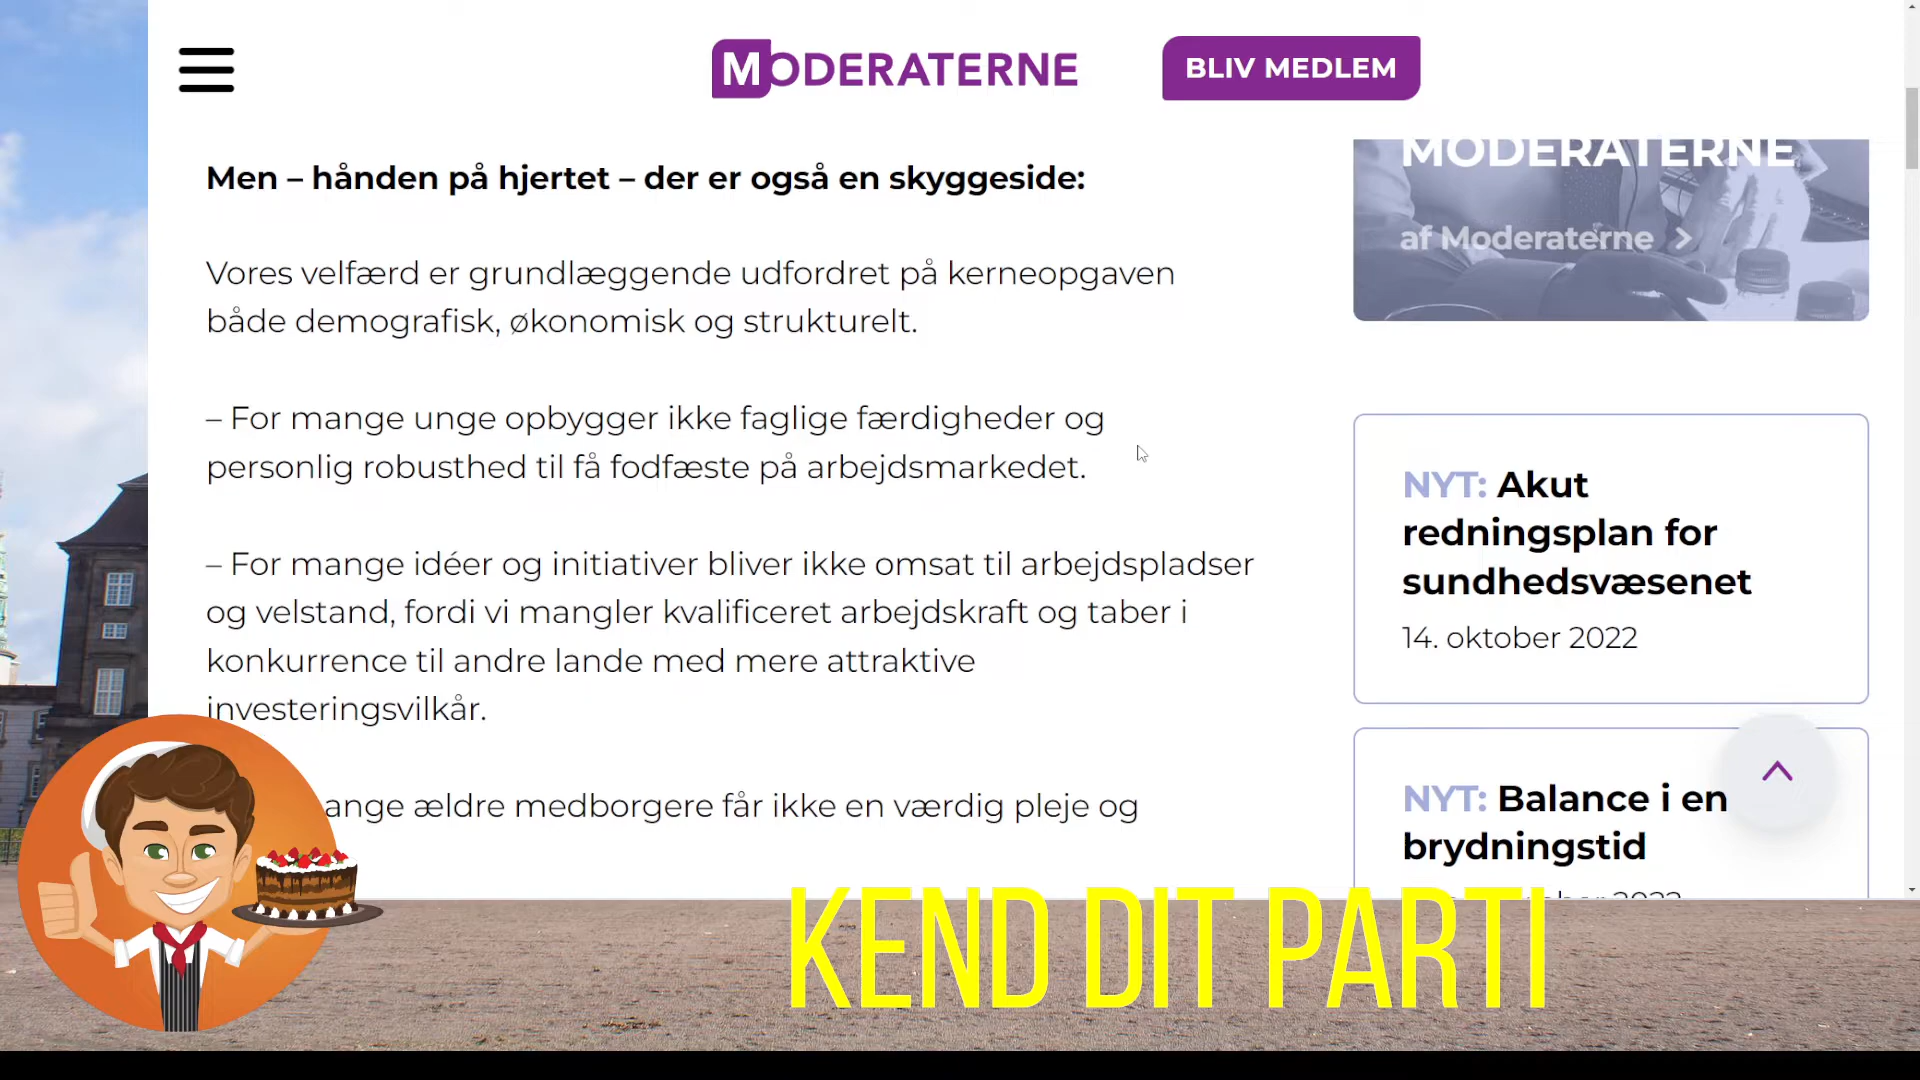 MODERATERNE
BLIV MEDLEM
Men – hånden på hjertet – der er også en skyggeside:
Vores velfærd er grundlæggende udfordret på kerneopgaven
både demografisk, økonomisk og strukturelt.
– For mange unge opbygger ikke faglige færdigheder og
personlig robusthed til få fodfæste på arbejdsmarkedet.
– For mange idéer og initiativer bliver ikke omsat til arbejdspladser
og velstand, fordi vi mangler kvalificeret arbejdskraft og taber i
konkurrence til andre lande med mere attraktive
investeringsvilkår.
ange ældre medborgere får ikke en værdig pleje og
MODERATERNE
af Moderaterne >
NYT: Akut
redningsplan for
sundhedsvæsenet
14. oktober 2022
NYT: Balance i en
brydningstid
KEND DIT PARTI